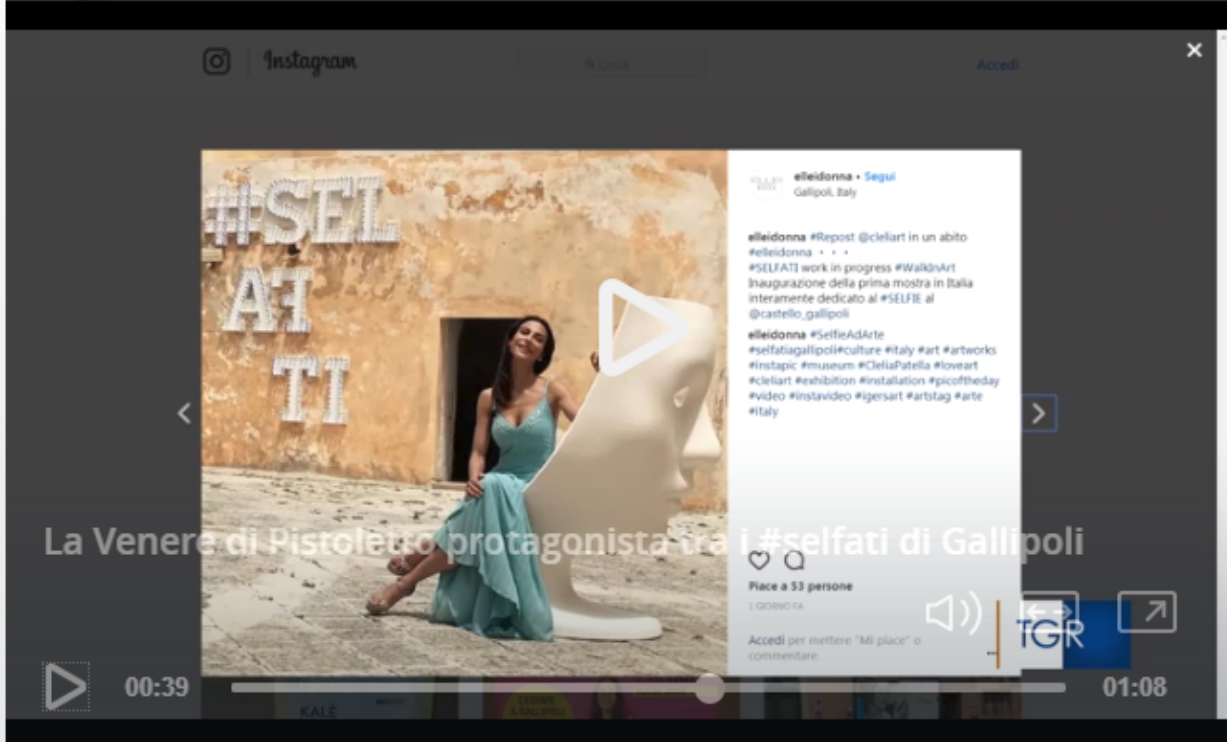 Instagram
Cerca
Accedi
#SEL
FA
TI
elleidonna • Segui
Gallipoli, Italy
elleidonna #Repost @cleliart in un abito
#elleidonna • • •
#SELFATI work in progress #WalkInArt
Inaugurazione della prima mostra in Italia
interamente dedicato al #SELFIE al
@castello_gallipoli
elleidonna #SelfieAdArte
#selfatiagallipoli#culture #italy #art #artworks
#instapic #museum #CleliaPatella #loveart
#cleliart #exhibition #installation #picoftheday
#video #instavideo #igersart #artstag #arte
#italy
La Venere di Pistoletto protagonista tra i #selfati di Gallipoli
Piace a 53 persone
1 GIORNO FA
Accedi per mettere "Mi piace" o
commentare.
TGR
00:39
01:08
KALÈ
L'ESTATE
A GALLIPOLI